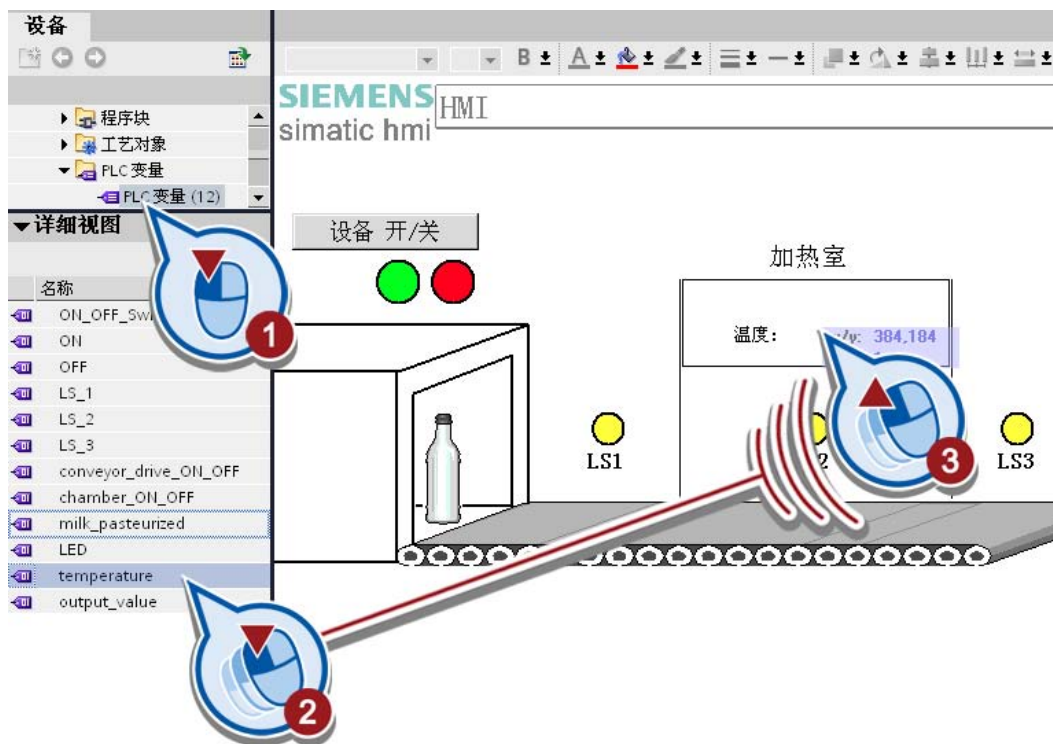 设备
B A
程序块
工艺对象
PLC 变量
PLC 变量 (12)
SIEMENS
simatic hmi
HMI
详细视图
名称
ON_OFF_Swi
ON
OFF
LS_1
LS_2
LS_3
conveyor_drive_ON_OFF
chamber_ON_OFF
milk_pasteurized
LED
temperature
output_value
设备 开/关
加热室
温度:
384,184
LS1
2
LS3
1
2
3